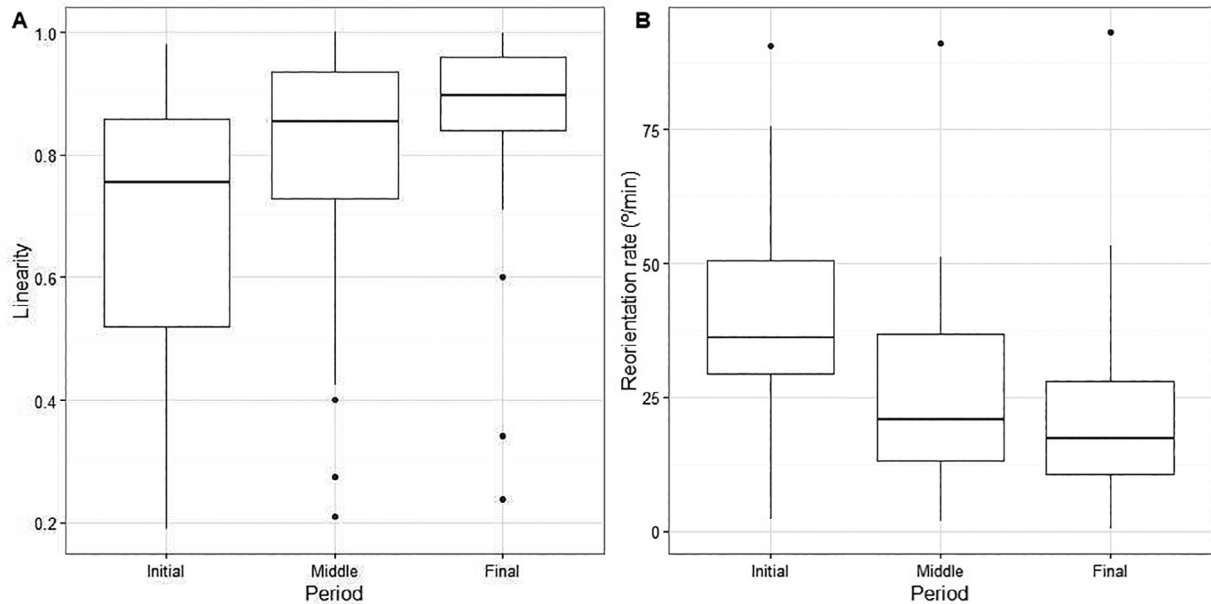 A
Linearity
1.0
0.8
0.6
0.4
0.2
Initial Middle Final
Period
B
Reorientation rate (º/min)
75
50
25
0
Initial Middle Final
Period